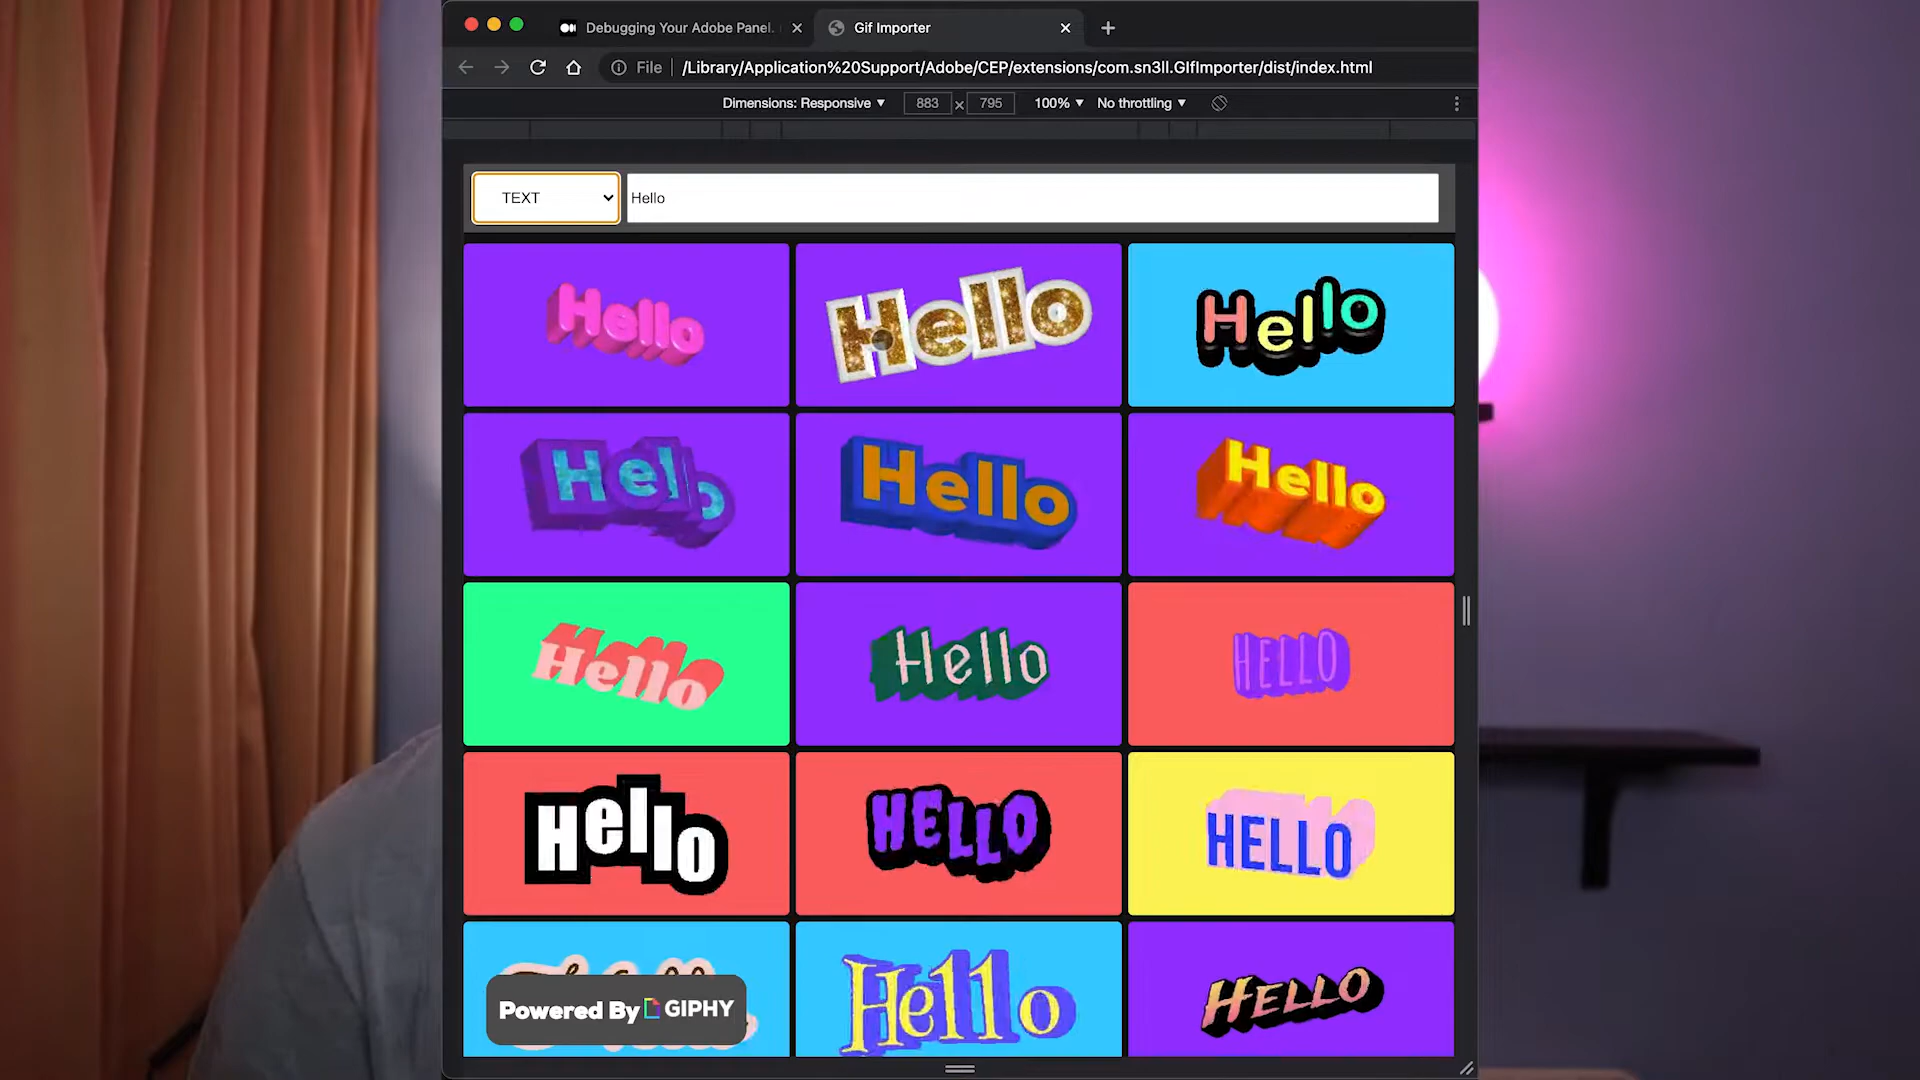 Debugging Your Adobe Panel.
Gif Importer
File
/Library/Application%20Support/Adobe/CEP/extensions/com.sn3ll.GIfImporter/dist/index.html
Dimensions: Responsive 883 × 795 100% No throttling
TEXT
Hello
Hello Hello Hello
Hello Hello Hello
Hello Hello HELLO
Hello HELLO HELLO
Hello HELLO
Powered By GIPHY